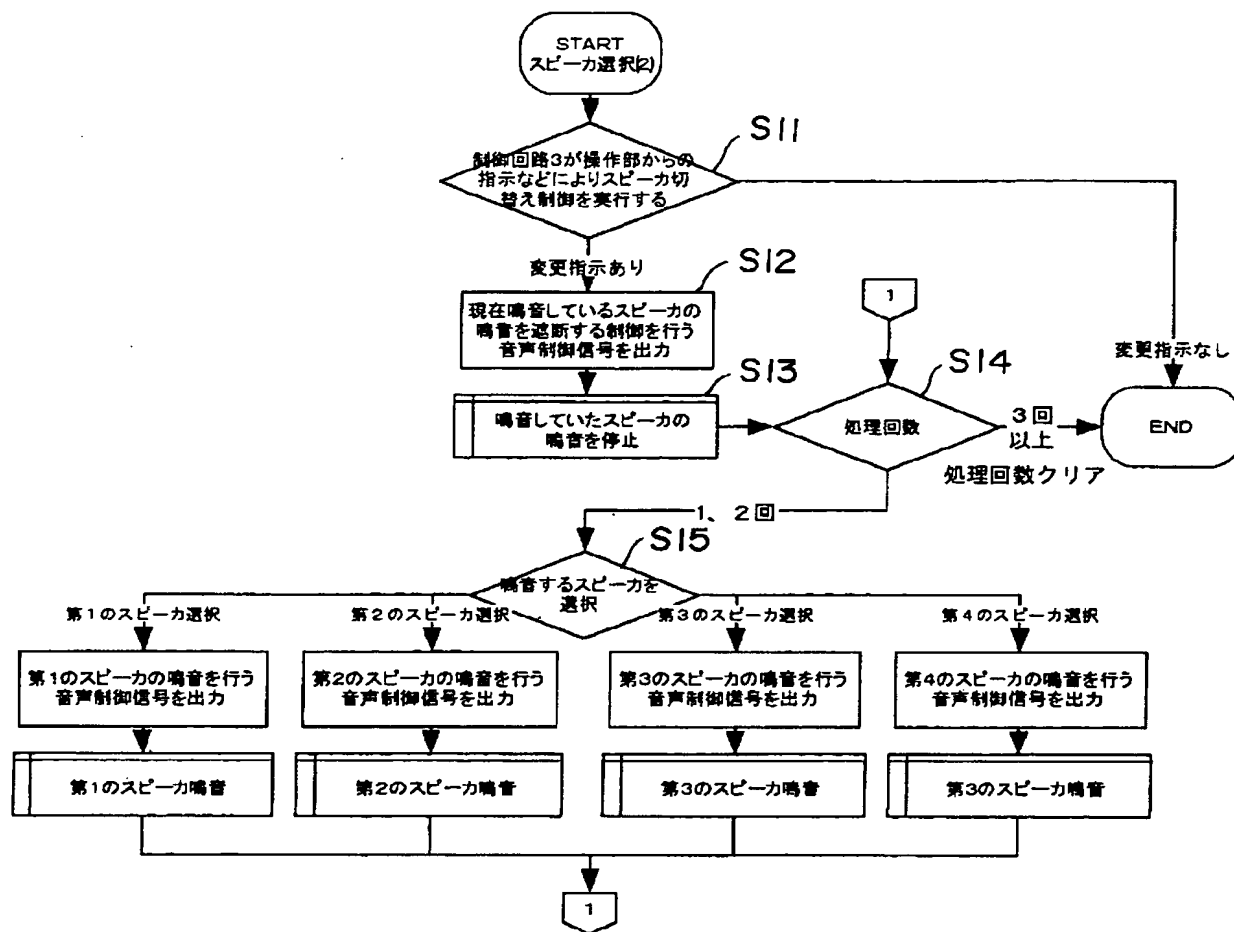 START
スピーカ選択(2)
S11
制御回路3が操作部からの
指示などによりスピーカ切
替え制御を実行する
変更指示あり
S12
現在鳴音しているスピーカの
鳴音を遮断する制御を行う
音声制御信号を出力
1
変更指示なし
S13
鳴音していたスピーカの
鳴音を停止
S14
処理回数
3回
以上
END
処理回数クリア
1、2回
S15
鳴音するスピーカを
選択
第1のスピーカ選択
第2のスピーカ選択
第3のスピーカ選択
第4のスピーカ選択
第1のスピーカの鳴音を行う
音声制御信号を出力
第2のスピーカの鳴音を行う
音声制御信号を出力
第3のスピーカの鳴音を行う
音声制御信号を出力
第4のスピーカの鳴音を行う
音声制御信号を出力
第1のスピーカ鳴音
第2のスピーカ鳴音
第3のスピーカ鳴音
第3のスピーカ鳴音
1